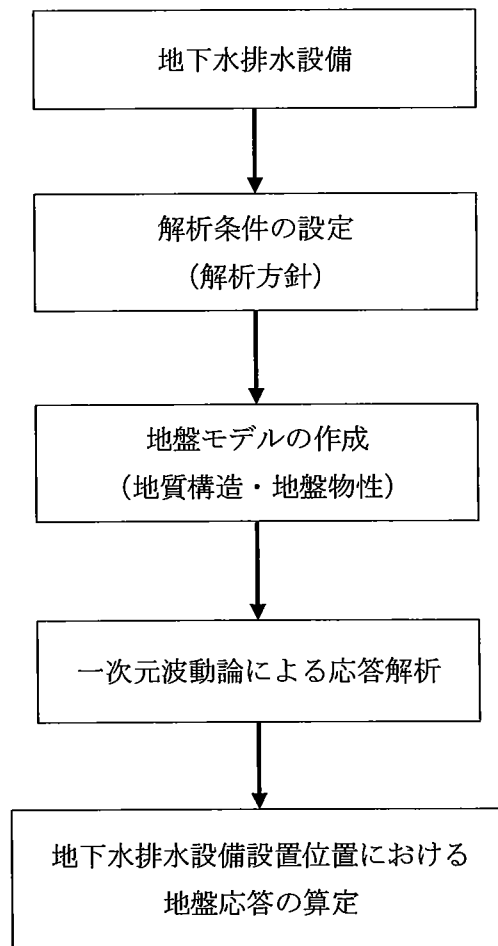 地下水排水設備
解析条件の設定
（解析方針）
地盤モデルの作成
（地質構造・地盤物性）
一次元波動論による応答解析
地下水排水設備設置位置における
地盤応答の算定